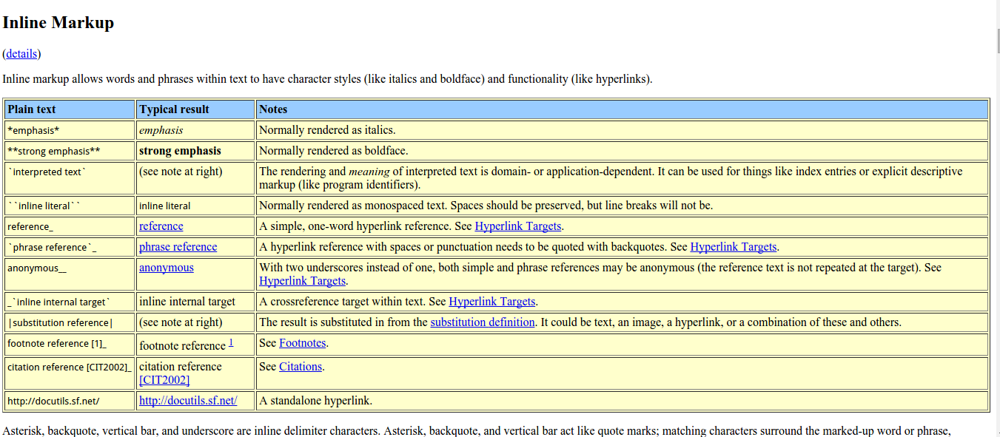 Inline Markup
(details)
Inline markup allows words and phrases within text to have character styles (like italics and boldface) and functionality (like hyperlinks).
Plain text Typical result Notes
*emphasis* emphasis Normally rendered as italics.
**strong emphasis** strong emphasis Normally rendered as boldface.
`interpreted text` (see note at right) The rendering and meaning of interpreted text is domain- or application-dependent. It can be used for things like index entries or explicit descriptive
markup (like program identifiers).
``inline literal`` inline literal Normally rendered as monospaced text. Spaces should be preserved, but line breaks will not be.
reference_ reference A simple, one-word hyperlink reference. See Hyperlink Targets.
`phrase reference`_ phrase reference A hyperlink reference with spaces or punctuation needs to be quoted with backquotes. See Hyperlink Targets.
anonymous__ anonymous With two underscores instead of one, both simple and phrase references may be anonymous (the reference text is not repeated at the target). See
Hyperlink Targets.
_`inline internal target` inline internal target A crossreference target within text. See Hyperlink Targets.
|substitution reference| (see note at right) The result is substituted in from the substitution definition. It could be text, an image, a hyperlink, or a combination of these and others.
footnote reference [1]_ footnote reference 1 See Footnotes.
citation reference [CIT2002]_ citation reference See Citations.
[CIT2002]
http://docutils.sf.net/ http://docutils.sf.net/ A standalone hyperlink.
Asterisk, backquote, vertical bar, and underscore are inline delimiter characters. Asterisk, backquote, and vertical bar act like quote marks; matching characters surround the marked-up word or phrase,